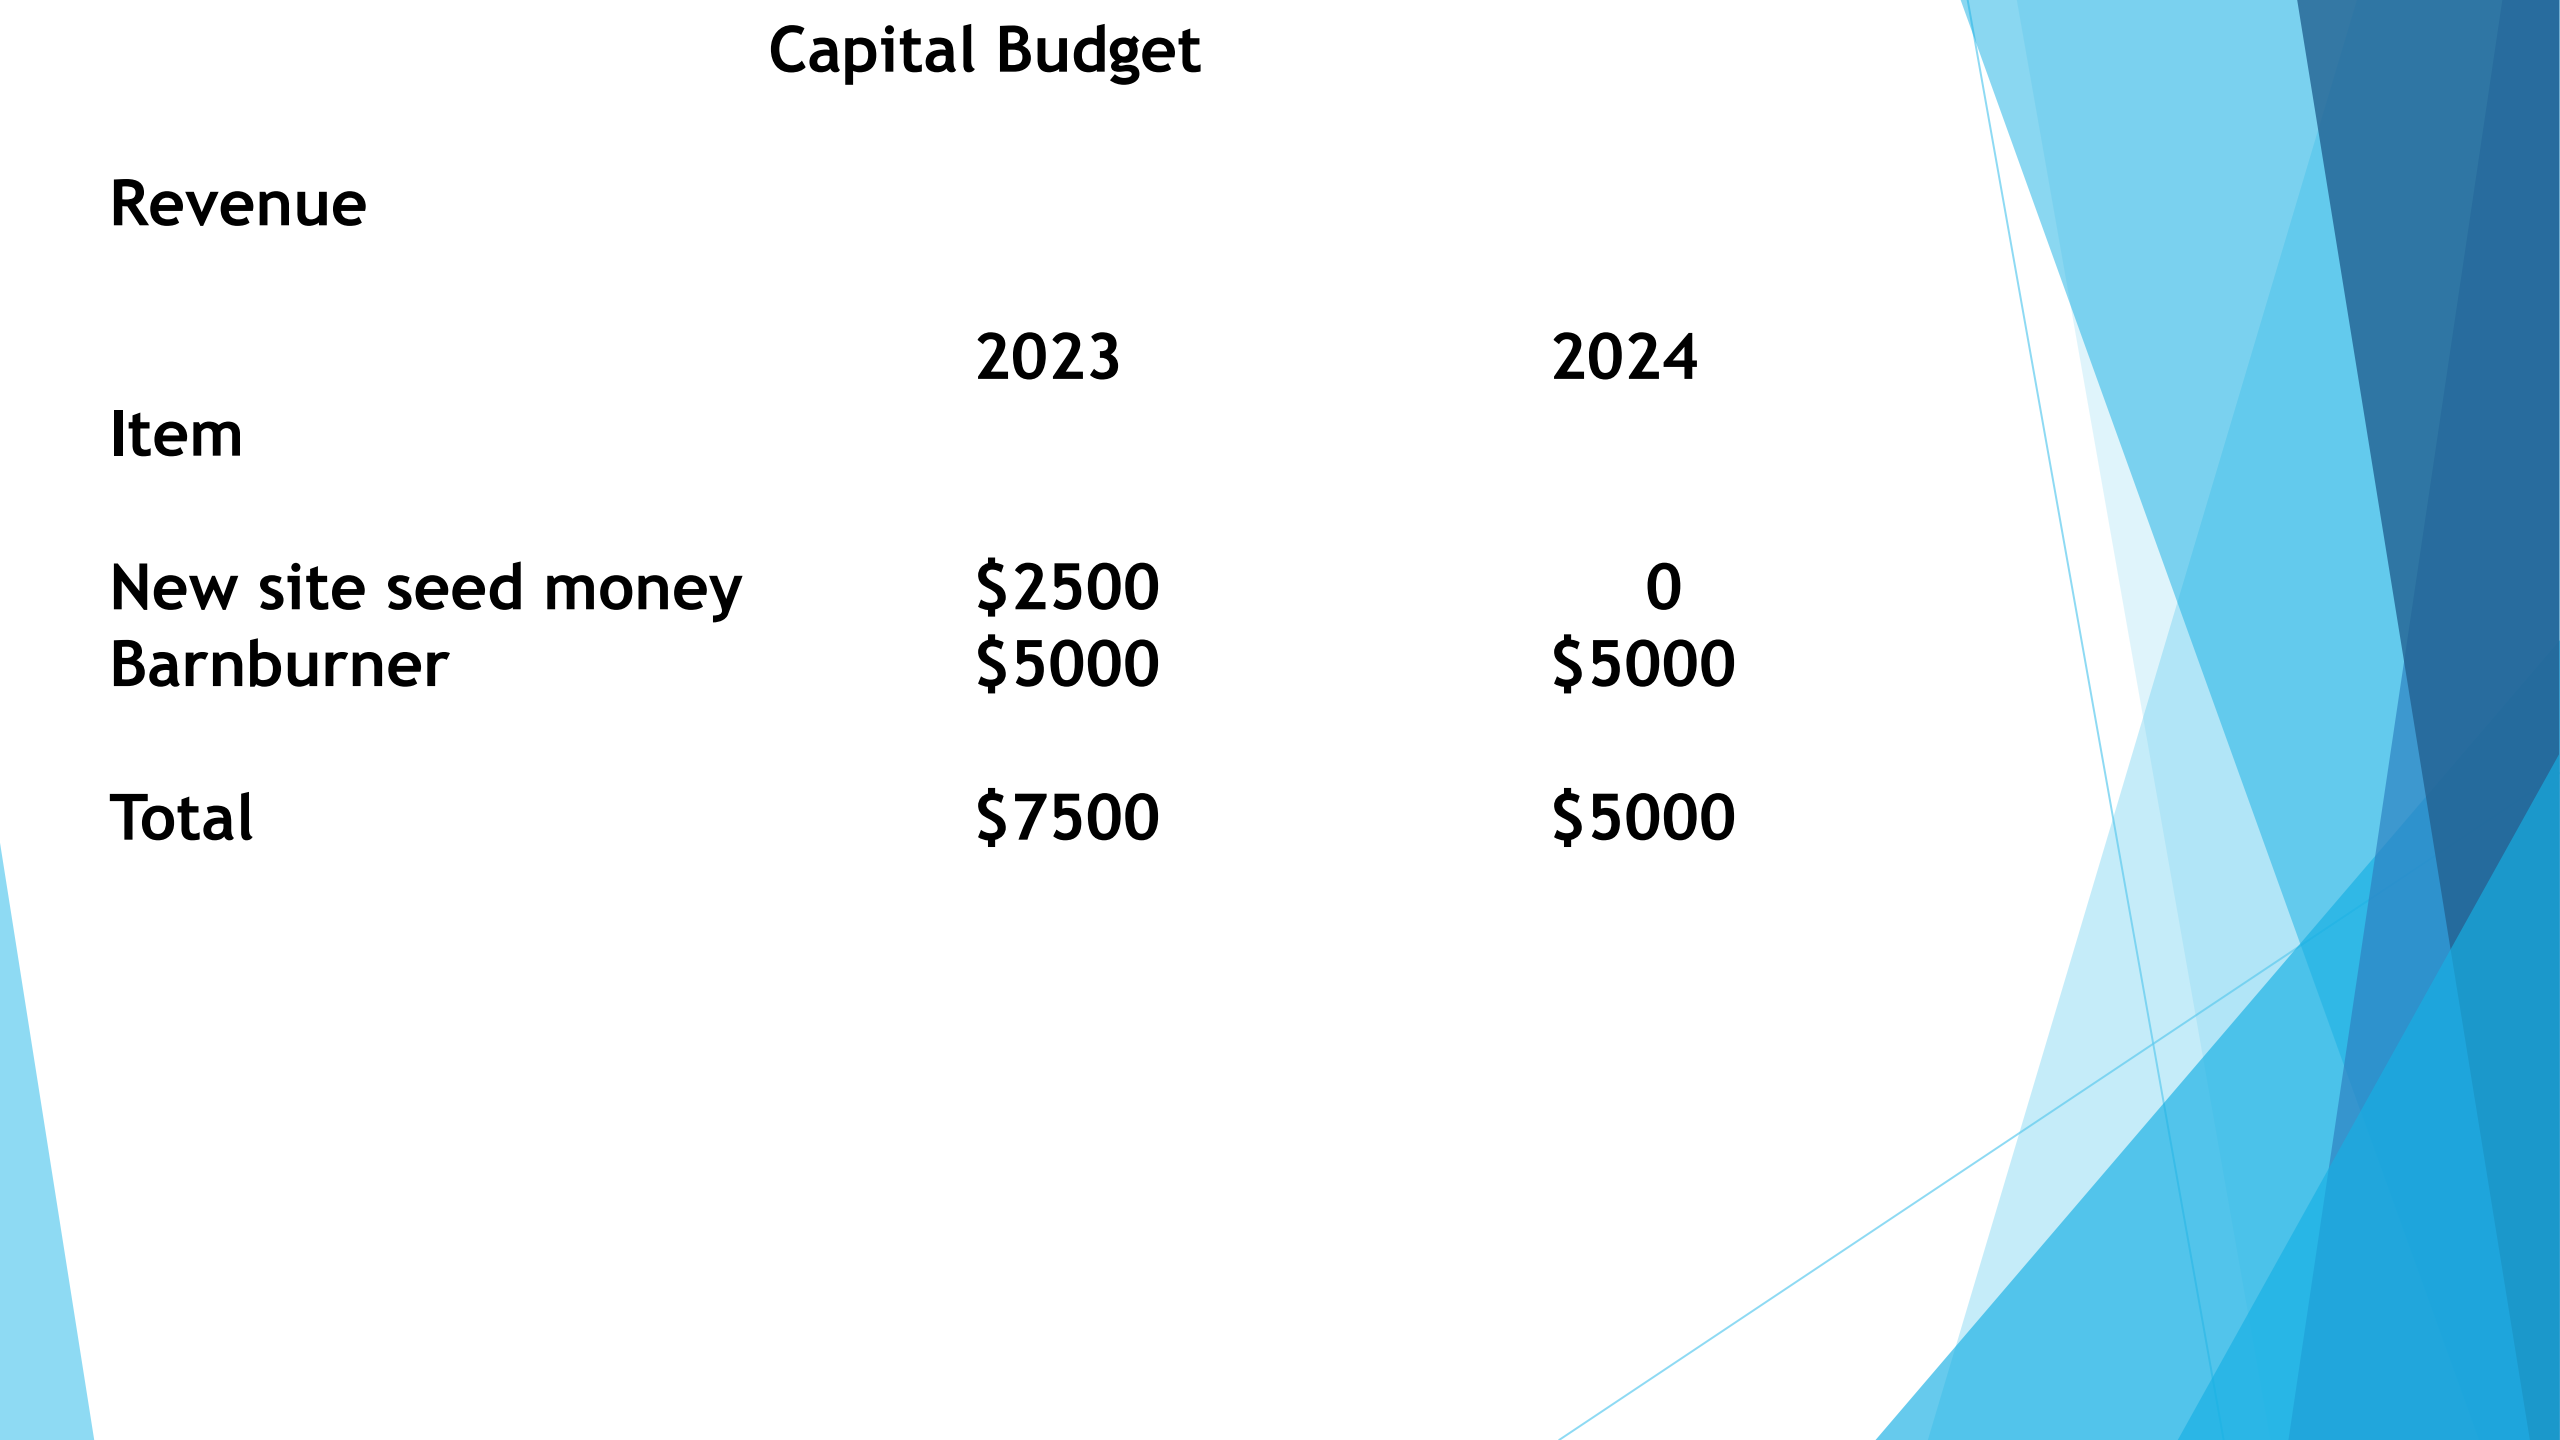 Capital Budget
Revenue
2023 2024
Item
New site seed money $2500 0
Barnburner $5000 $5000
Total $7500 $5000